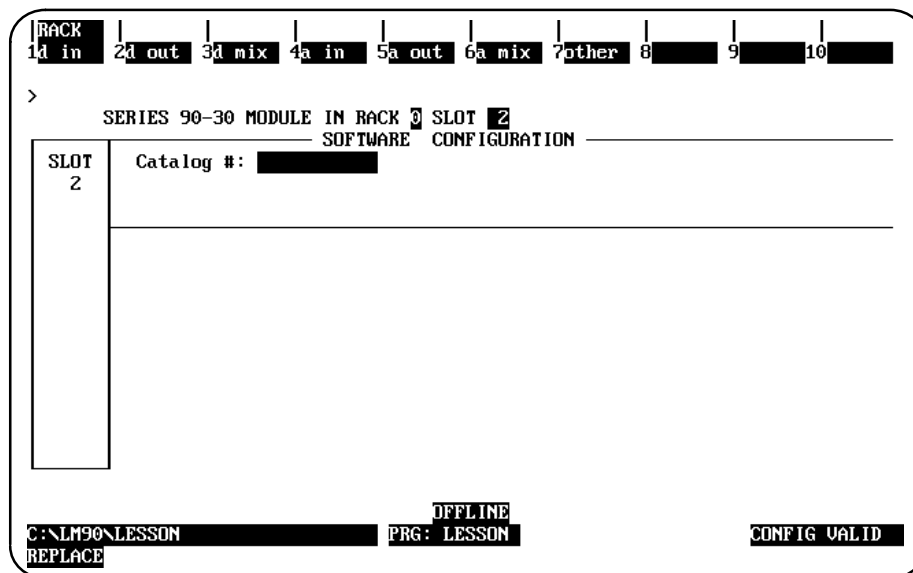 RACK
1d in 2d out 3d mix 4a in 5a out 6a mix 7other 8 9 10
>
SERIES 90-30 MODULE IN RACK 0 SLOT 2
SOFTWARE CONFIGURATION
SLOT Catalog #:
2
OFFLINE
C:\LM90\LESSON PRG: LESSON CONFIG VALID
REPLACE